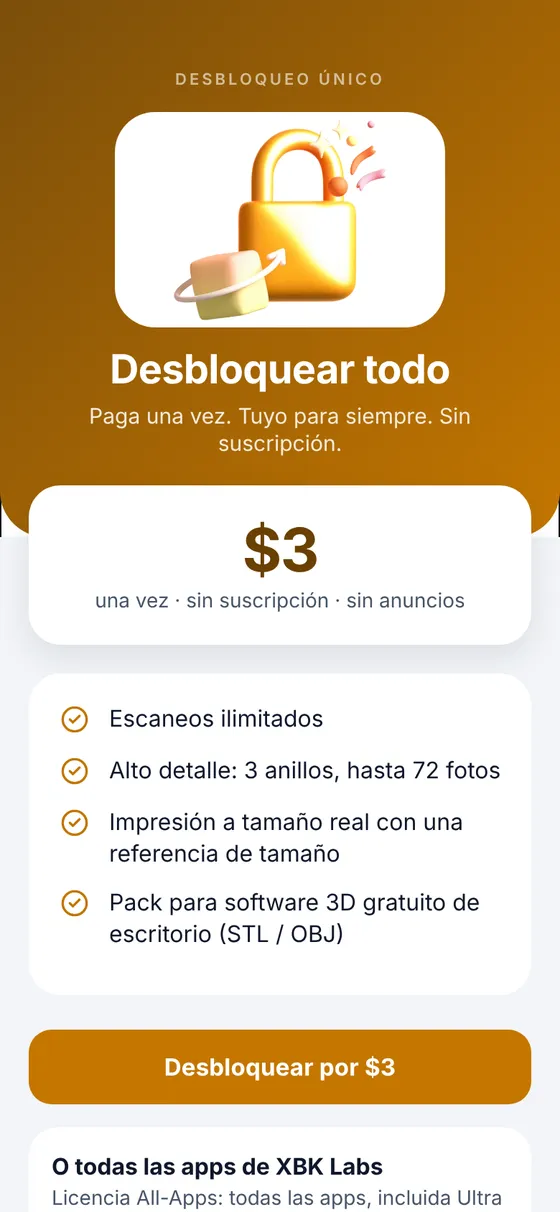 DESBLOQUEO ÚNICO
Desbloquear todo
Paga una vez. Tuyo para siempre. Sin
suscripción.
$3
una vez · sin suscripción · sin anuncios
Escaneos ilimitados
Alto detalle: 3 anillos, hasta 72 fotos
Impresión a tamaño real con una
referencia de tamaño
Pack para software 3D gratuito de
escritorio (STL / OBJ)
Desbloquear por $3
O todas las apps de XBK Labs
Licencia All-Apps: todas las apps, incluida Ultra